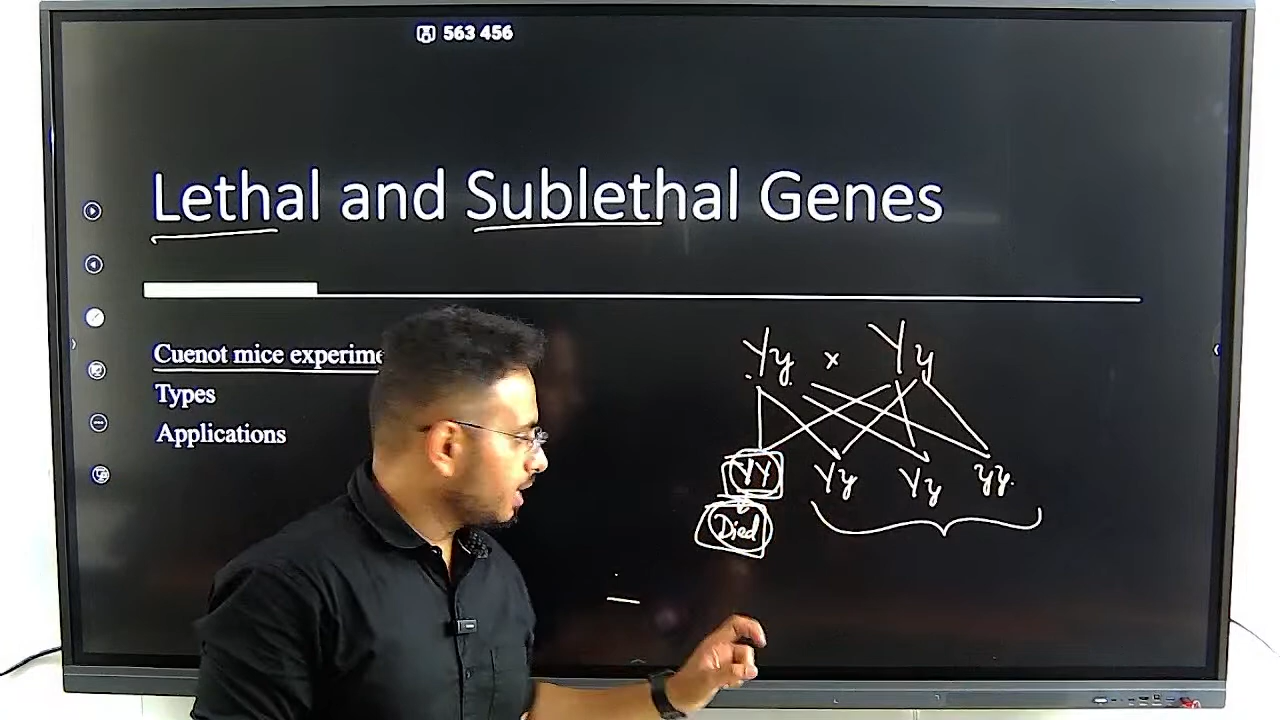 563 456
Lethal and Sublethal Genes
Cuenot mice experime
Types
Applications
Yy × Yy
YY Yy Yy yy
Died